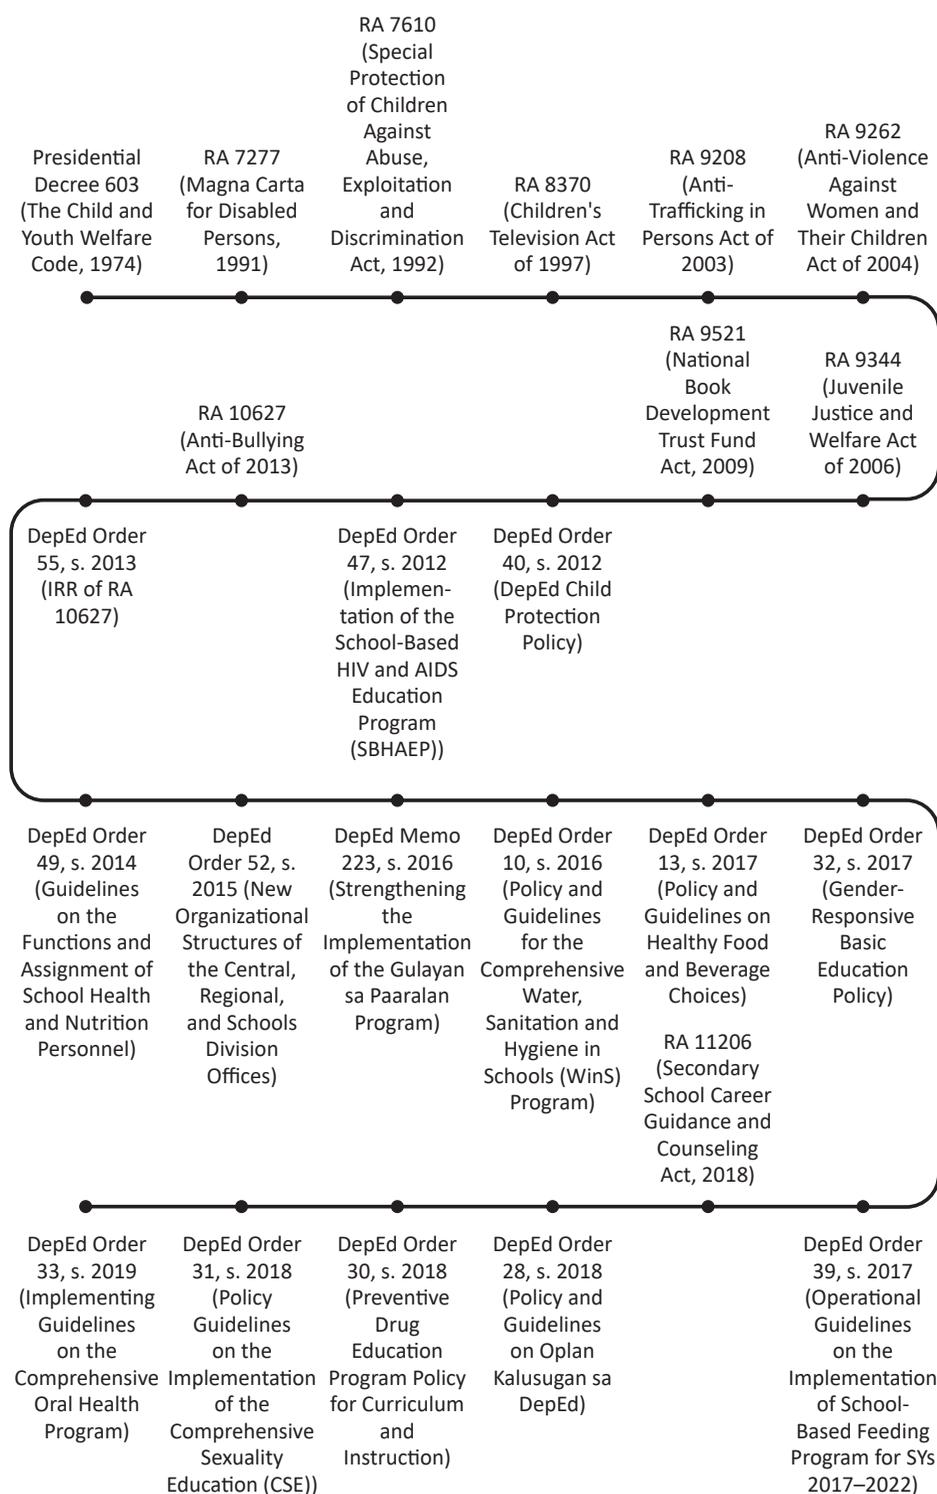 Presidential
Decree 603
(The Child and
Youth Welfare
Code, 1974)
RA 7277
(Magna Carta
for Disabled
Persons,
1991)
RA 7610
(Special
Protection
of Children
Against
Abuse,
Exploitation
and
Discrimination
Act, 1992)
RA 8370
(Children's
Television Act
of 1997)
RA 9208
(Anti-
Trafficking in
Persons Act of
2003)
RA 9262
(Anti-Violence
Against
Women and
Their Children
Act of 2004)
RA 10627
(Anti-Bullying
Act of 2013)
RA 9521
(National
Book
Development
Trust Fund
Act, 2009)
RA 9344
(Juvenile
Justice and
Welfare Act
of 2006)
DepEd Order
55, s. 2013
(IRR of RA
10627)
DepEd Order
47, s. 2012
(Implemen-
tation of the
School-Based
HIV and AIDS
Education
Program
(SBHAEP))
DepEd Order
40, s. 2012
(DepEd Child
Protection
Policy)
DepEd Order
49, s. 2014
(Guidelines
on the
Functions and
Assignment of
School Health
and Nutrition
Personnel)
DepEd
Order 52, s.
2015 (New
Organizational
Structures of
the Central,
Regional,
and Schools
Division
Offices)
DepEd Memo
223, s. 2016
(Strengthening
the
Implementation
of the Gulayan
sa Paaralan
Program)
DepEd Order
10, s. 2016
(Policy and
Guidelines
for the
Comprehensive
Water,
Sanitation and
Hygiene in
Schools (WinS)
Program)
DepEd Order
13, s. 2017
(Policy and
Guidelines on
Healthy Food
and Beverage
Choices)
DepEd Order
32, s. 2017
(Gender-
Responsive
Basic
Education
Policy)
RA 11206
(Secondary
School Career
Guidance and
Counseling
Act, 2018)
DepEd Order
33, s. 2019
(Implementing
Guidelines
on the
Comprehensive
Oral Health
Program)
DepEd Order
31, s. 2018
(Policy
Guidelines
on the
Implementation
of the
Comprehensive
Sexuality
Education (CSE))
DepEd Order
30, s. 2018
(Preventive
Drug
Education
Program Policy
for Curriculum
and
Instruction)
DepEd Order
28, s. 2018
(Policy and
Guidelines
on Oplan
Kalusugan sa
DepEd)
DepEd Order
39, s. 2017
(Operational
Guidelines
on the
Implementation
of School-
Based Feeding
Program for SYs
2017–2022)